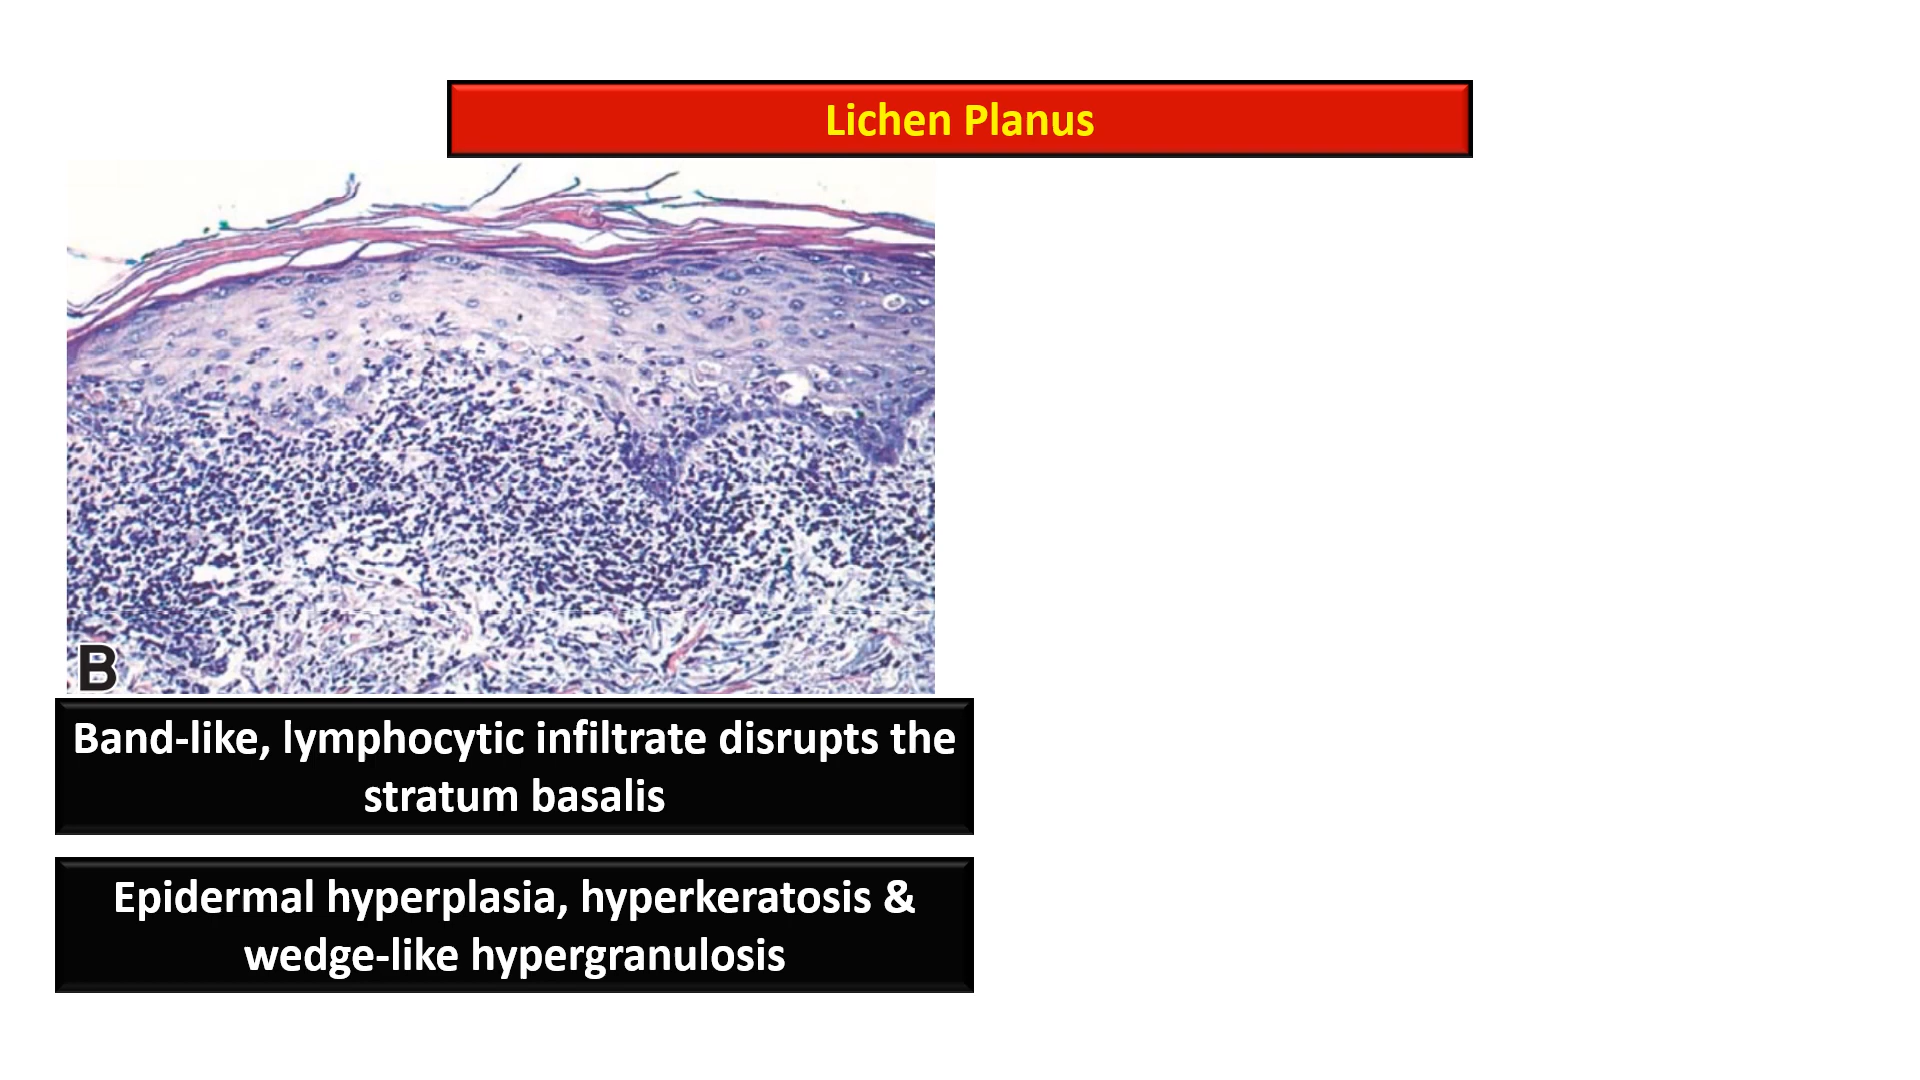 Lichen Planus
B
Band-like, lymphocytic infiltrate disrupts the
stratum basalis
Epidermal hyperplasia, hyperkeratosis &
wedge-like hypergranulosis